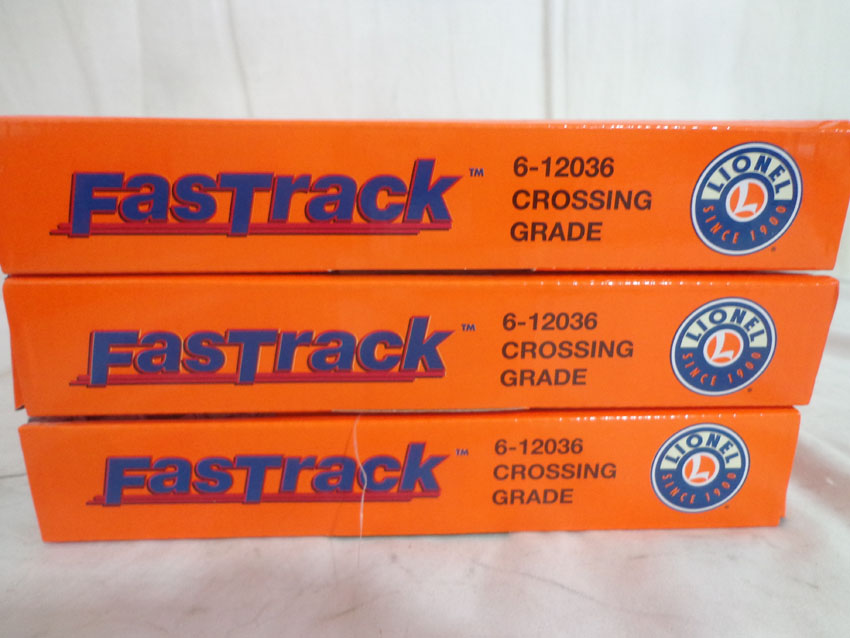 FasTrack™
6-12036
CROSSING
GRADE
LIONEL
SINCE 1900
L
FasTrack™
6-12036
CROSSING
GRADE
LIONEL
SINCE 1900
L
FasTrack™
6-12036
CROSSING
GRADE
LIONEL
SINCE 1900
L